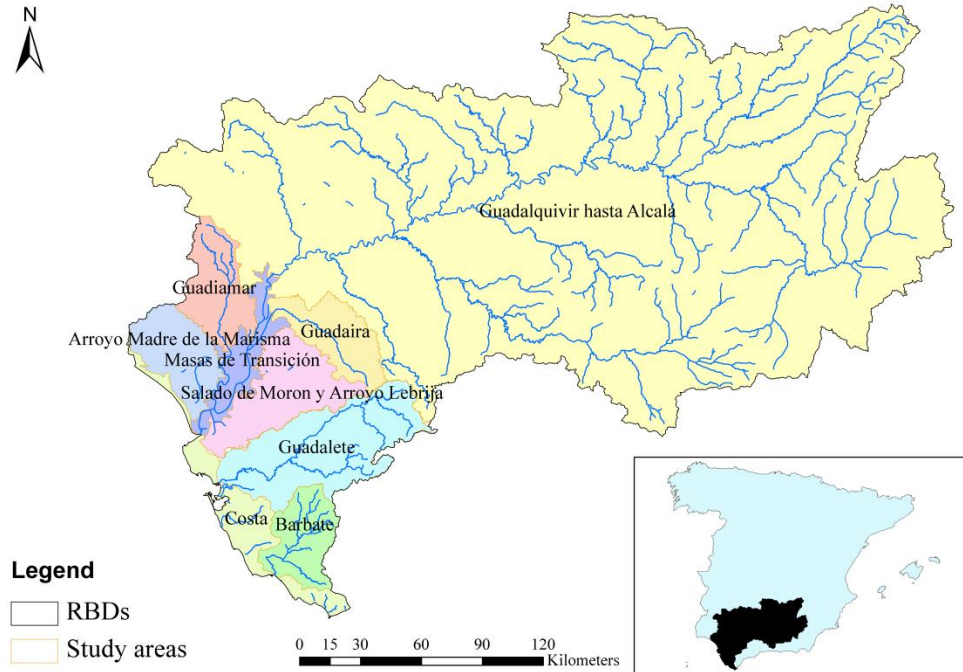 N
Guadalquivir hasta Alcalá
Guadiamar
Guadaira
Arroyo Madre de la Marisma
Masas de Transición
Salado de Moron y Arroyo Lebrija
Guadalete
Costa
Barbate
Legend
RBDs
Study areas
0 15 30 60 90 120
Kilometers